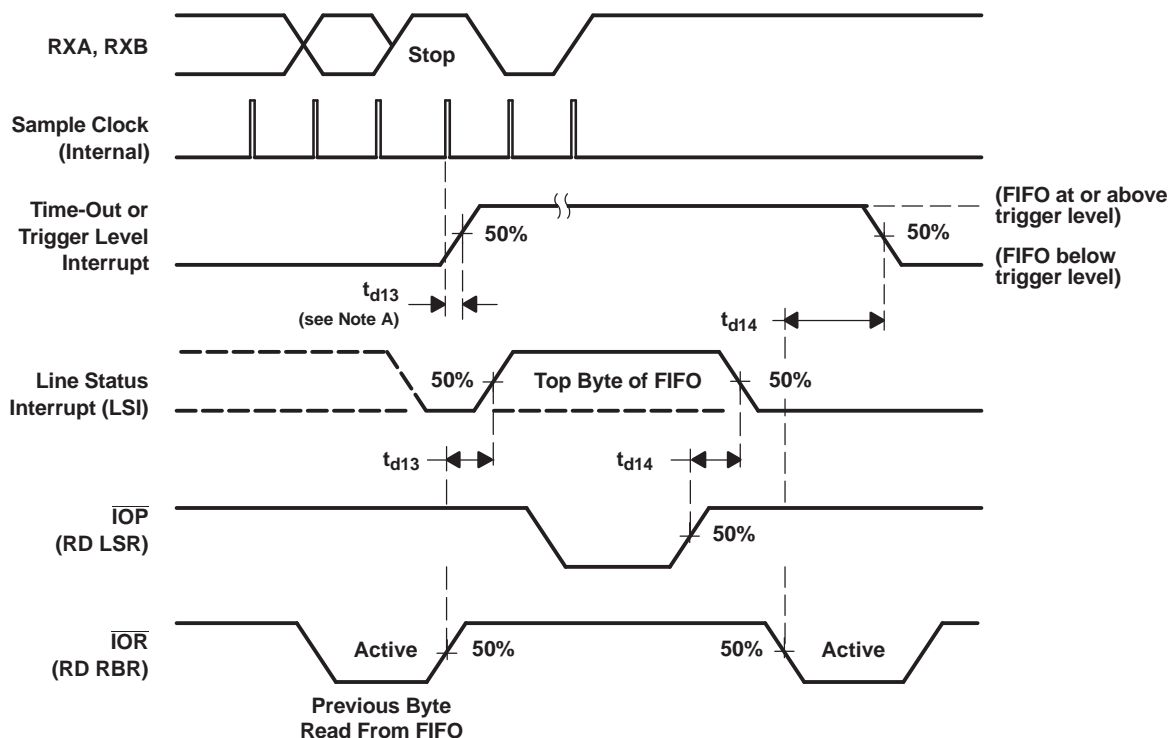 RXA, RXB
Stop
Sample Clock
(Internal)
Time-Out or
Trigger Level
Interrupt
50%
50%
(FIFO at or above
trigger level)
(FIFO below
trigger level)
td13
(see Note A)
td14
Line Status
Interrupt (LSI)
50%
Top Byte of FIFO
50%
td13
td14
IOP
(RD LSR)
50%
IOR
(RD RBR)
Active
50%
50%
Active
Previous Byte
Read From FIFO